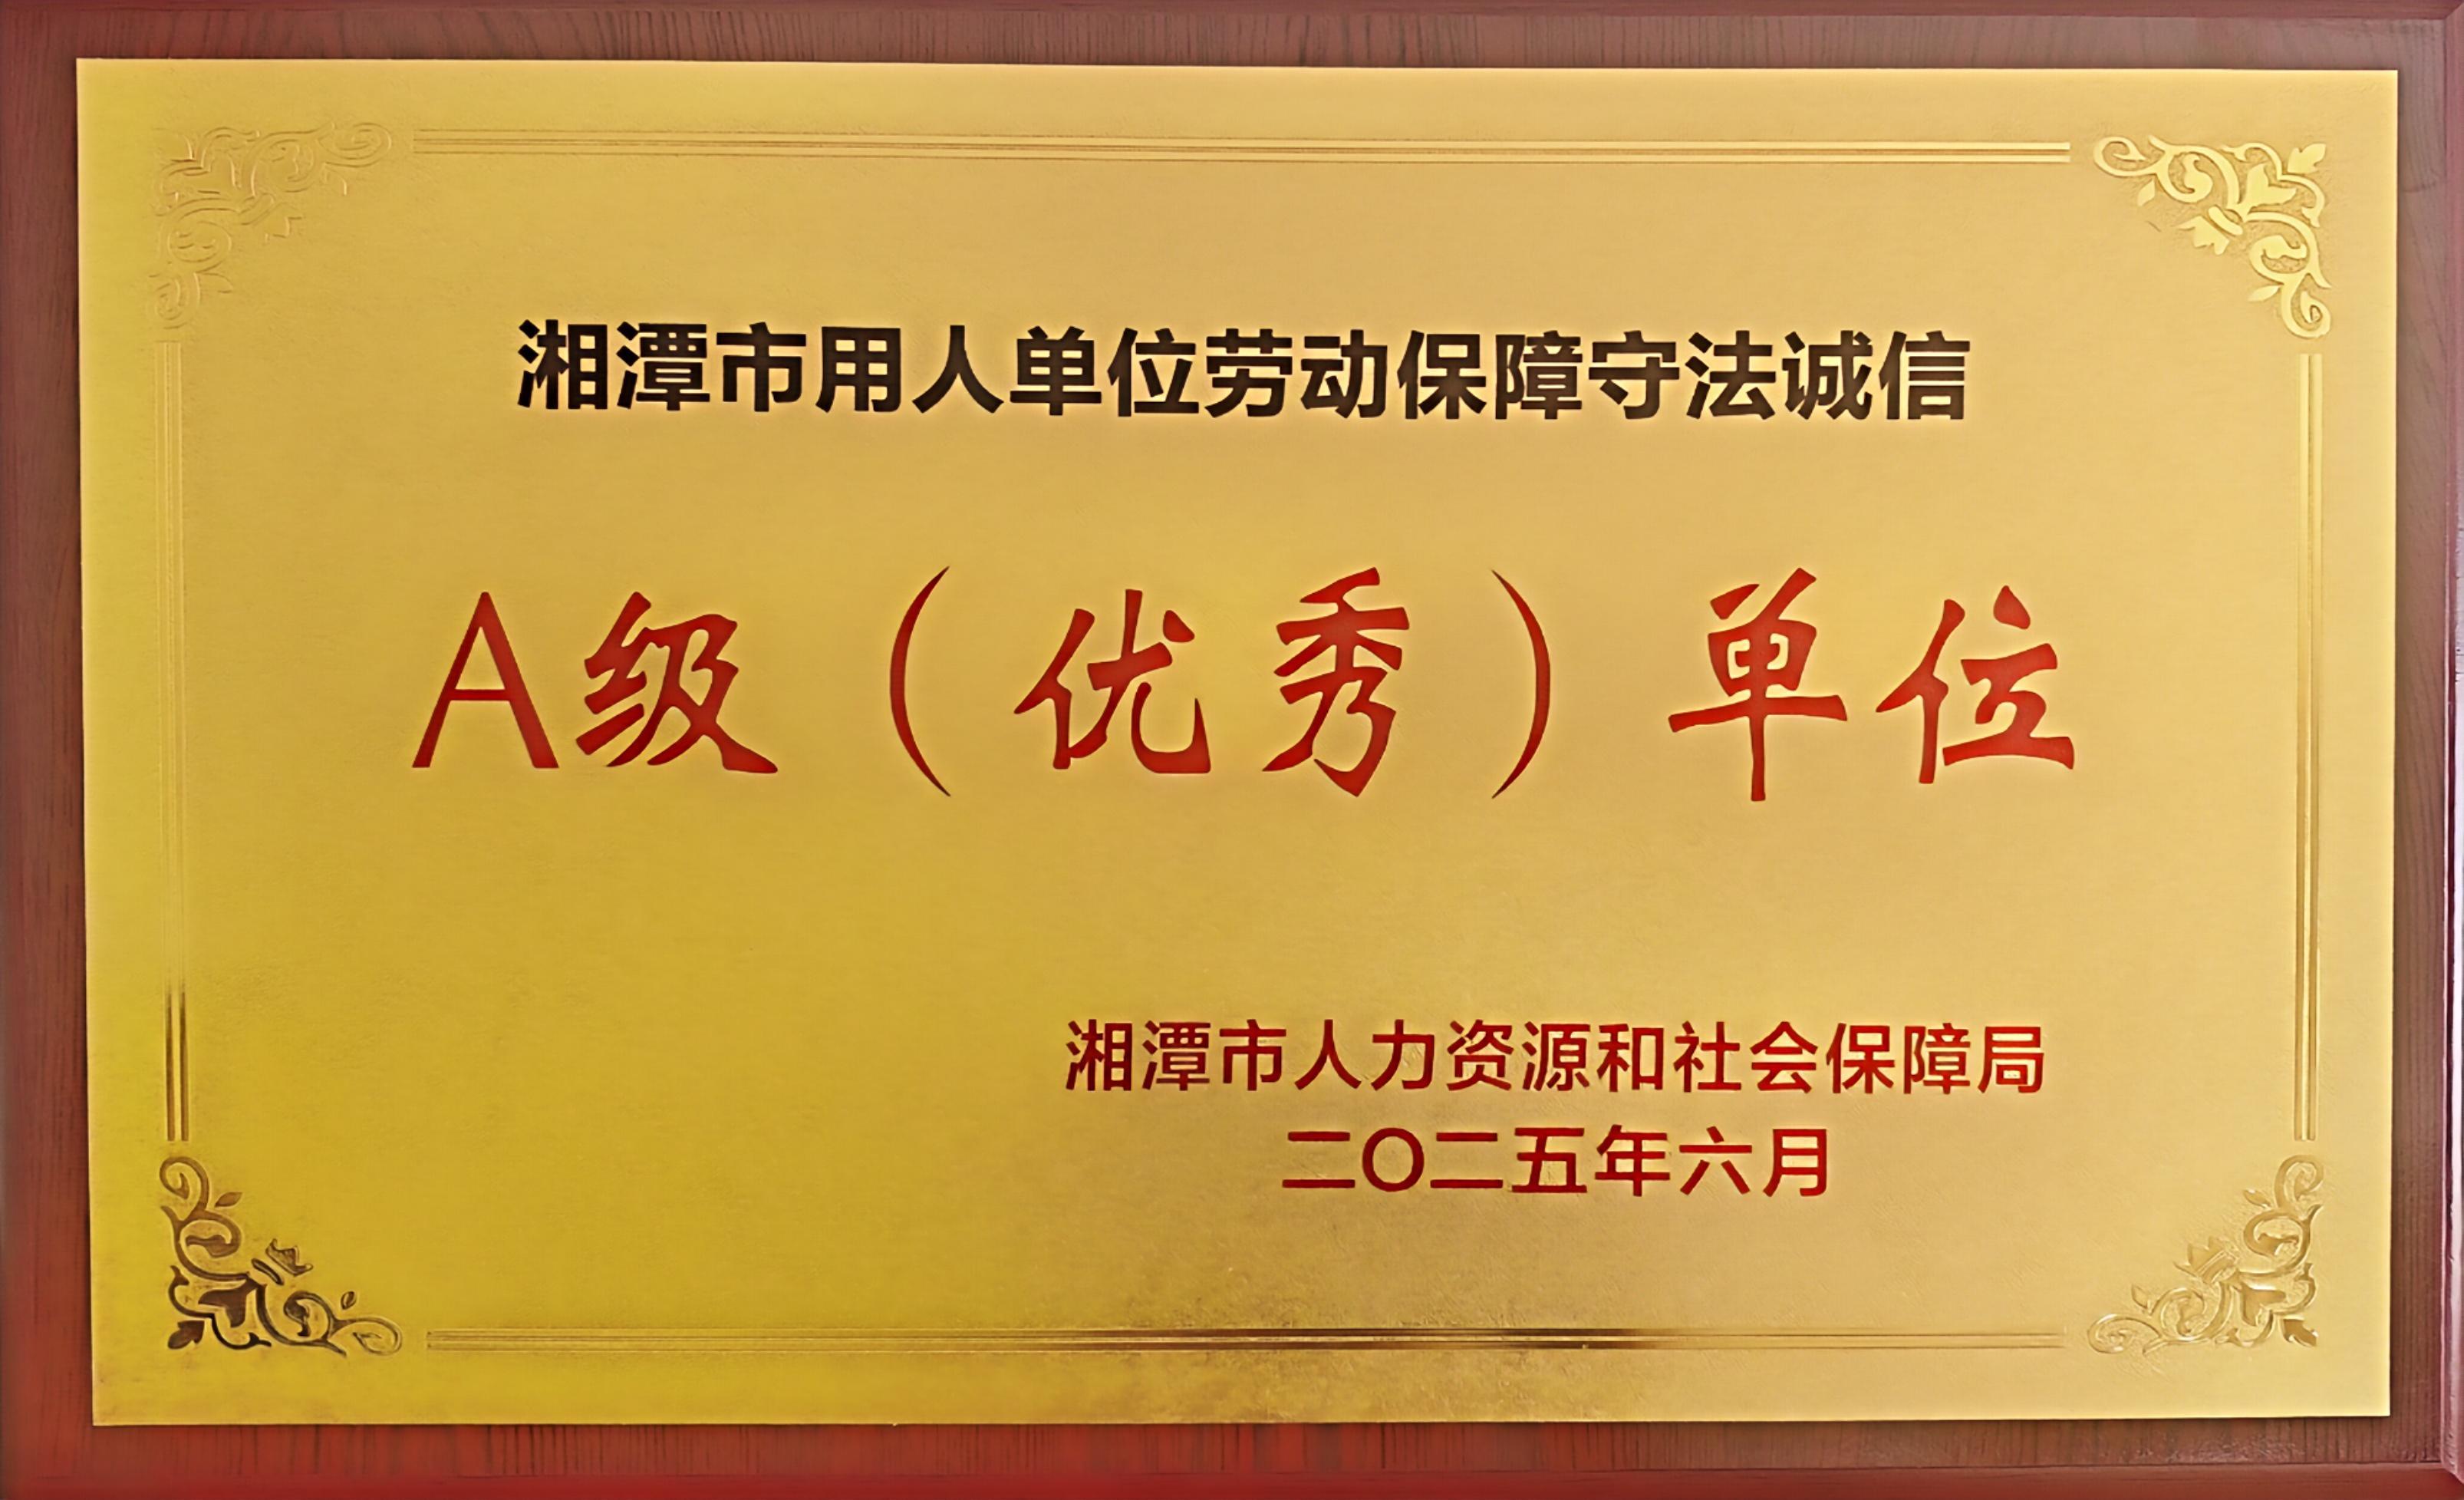 湘潭市用人单位劳动保障守法诚信
A级（优秀）单位
湘潭市人力资源和社会保障局
二〇二五年六月